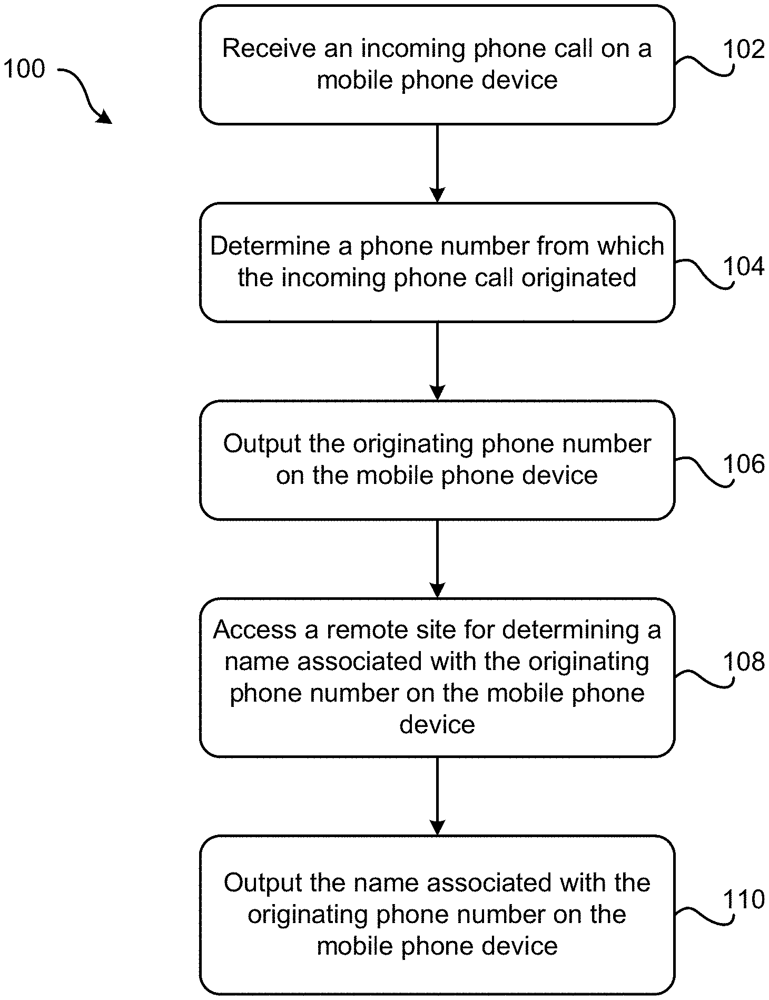 100
Receive an incoming phone call on a
mobile phone device
102
Determine a phone number from which
the incoming phone call originated
104
Output the originating phone number
on the mobile phone device
106
Access a remote site for determining a
name associated with the originating
phone number on the mobile phone
device
108
Output the name associated with the
originating phone number on the
mobile phone device
110